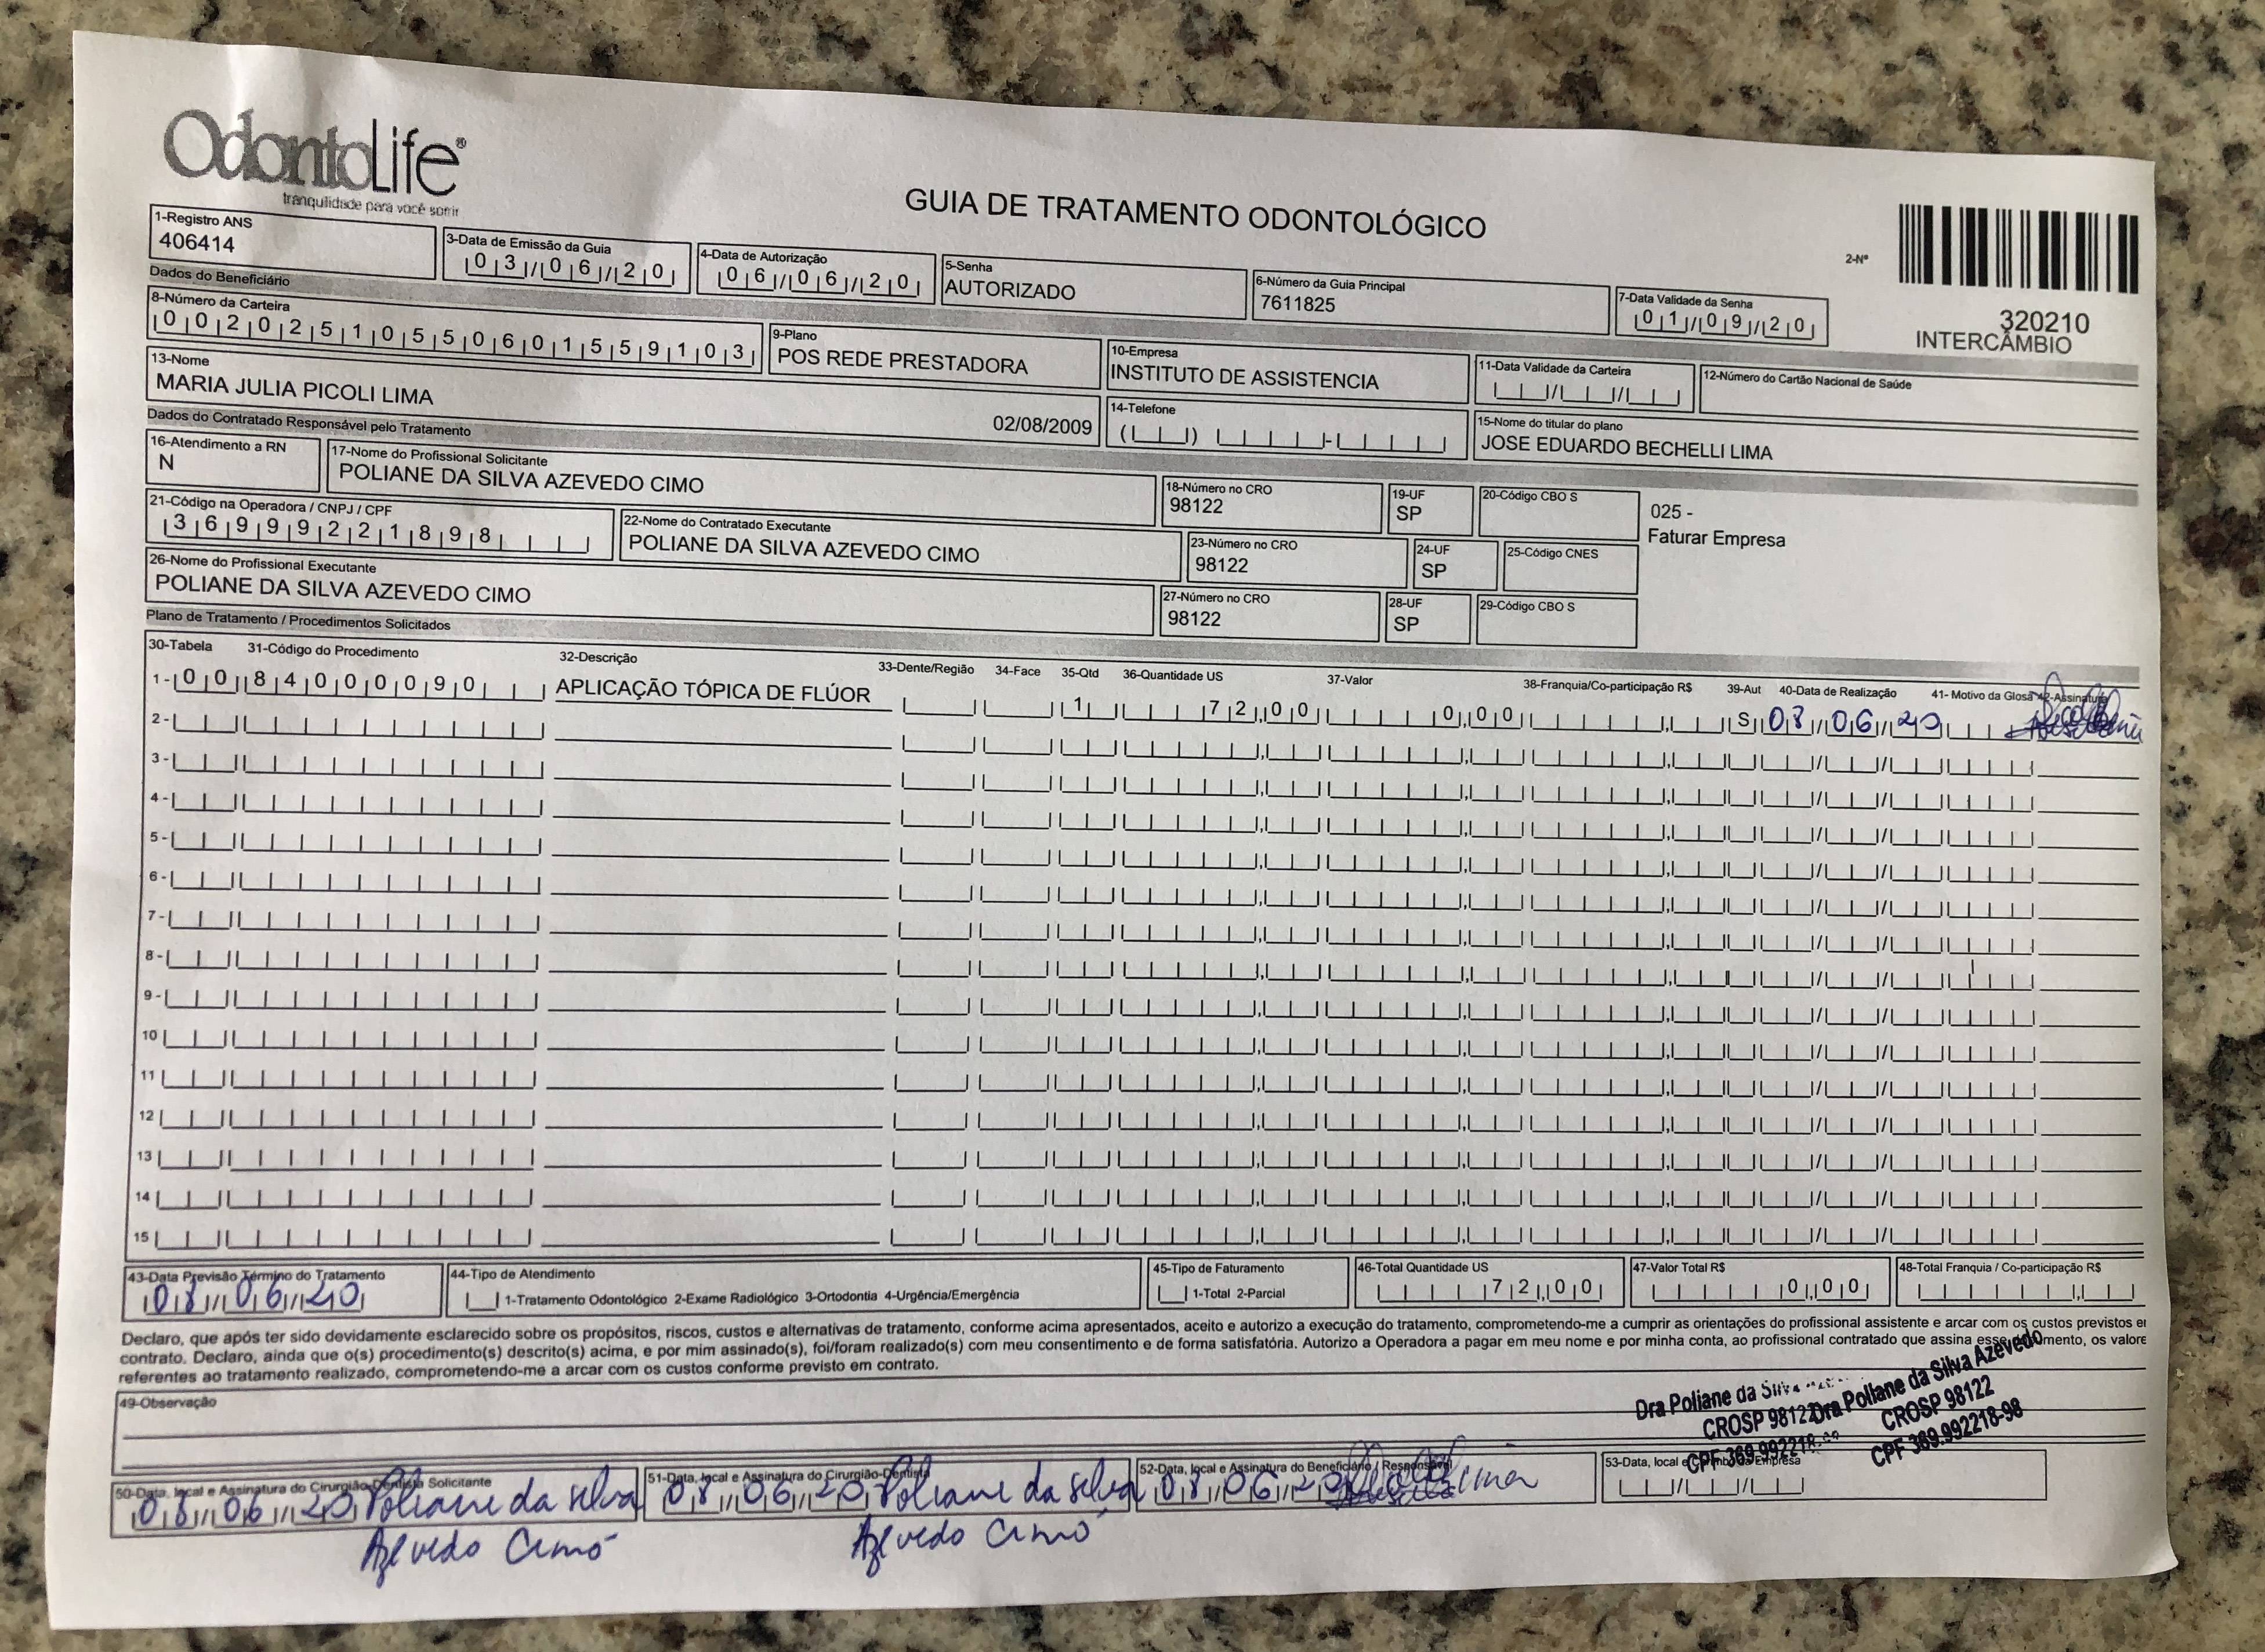 OdontoLife®
tranquilidade para você sorrir
GUIA DE TRATAMENTO ODONTOLÓGICO
2-Nº
320210
INTERCÂMBIO
1-Registro ANS
406414
3-Data de Emissão da Guia
03/06/20
4-Data de Autorização
06/06/20
5-Senha
AUTORIZADO
6-Número da Guia Principal
7611825
7-Data Validade da Senha
01/09/20
Dados do Beneficiário
8-Número da Carteira
00202510550601559103
9-Plano
POS REDE PRESTADORA
10-Empresa
INSTITUTO DE ASSISTENCIA
11-Data Validade da Carteira
12-Número do Cartão Nacional de Saúde
13-Nome
MARIA JULIA PICOLI LIMA
02/08/2009
14-Telefone
15-Nome do titular do plano
JOSE EDUARDO BECHELLI LIMA
Dados do Contratado Responsável pelo Tratamento
16-Atendimento a RN
N
17-Nome do Profissional Solicitante
POLIANE DA SILVA AZEVEDO CIMO
18-Número no CRO
98122
19-UF
SP
20-Código CBO S
025 -
Faturar Empresa
21-Código na Operadora / CNPJ / CPF
36999221898
22-Nome do Contratado Executante
POLIANE DA SILVA AZEVEDO CIMO
23-Número no CRO
98122
24-UF
SP
25-Código CNES
26-Nome do Profissional Executante
POLIANE DA SILVA AZEVEDO CIMO
27-Número no CRO
98122
28-UF
SP
29-Código CBO S
Plano de Tratamento / Procedimentos Solicitados
30-Tabela 31-Código do Procedimento 32-Descrição 33-Dente/Região 34-Face 35-Qtd 36-Quantidade US 37-Valor 38-Franquia/Co-participação R$ 39-Aut 40-Data de Realização 41- Motivo da Glosa 42-Assinatura
1- 00 84000090 APLICAÇÃO TÓPICA DE FLÚOR 1 72,00 0,00 S 08/06/20
2-
3-
4-
5-
6-
7-
8-
9-
10
11
12
13
14
15
43-Data Previsão Término do Tratamento
08/06/20
44-Tipo de Atendimento
1-Tratamento Odontológico 2-Exame Radiológico 3-Ortodontia 4-Urgência/Emergência
45-Tipo de Faturamento
1-Total 2-Parcial
46-Total Quantidade US
72,00
47-Valor Total R$
0,00
48-Total Franquia / Co-participação R$
Declaro, que após ter sido devidamente esclarecido sobre os propósitos, riscos, custos e alternativas de tratamento, conforme acima apresentados, aceito e autorizo a execução do tratamento, comprometendo-me a cumprir as orientações do profissional assistente e arcar com os custos previstos
contrato. Declaro, ainda que o(s) procedimento(s) descrito(s) acima, e por mim assinado(s), foi/foram realizado(s) com meu consentimento e de forma satisfatória. Autorizo a Operadora a pagar em meu nome e por minha conta, ao profissional contratado que assina os valore
referentes ao tratamento realizado, comprometendo-me a arcar com os custos conforme previsto em contrato.
49-Observação
Dra Poliane da Silva
CROSP 98122
Dra Poliane da Silva Azevedo
CROSP 98122
CPF 369.992218-98
50-Data, local e Assinatura do Cirurgião-Dentista Solicitante
08/06/20 Poliane da silva
Azevedo Cimó
51-Data, local e Assinatura do Cirurgião-Dentista
08/06/20 Poliane da silva
Azevedo Cimó
52-Data, local e Assinatura do Beneficiário / Responsável
08/06/20 Lima
53-Data, local e Empresa